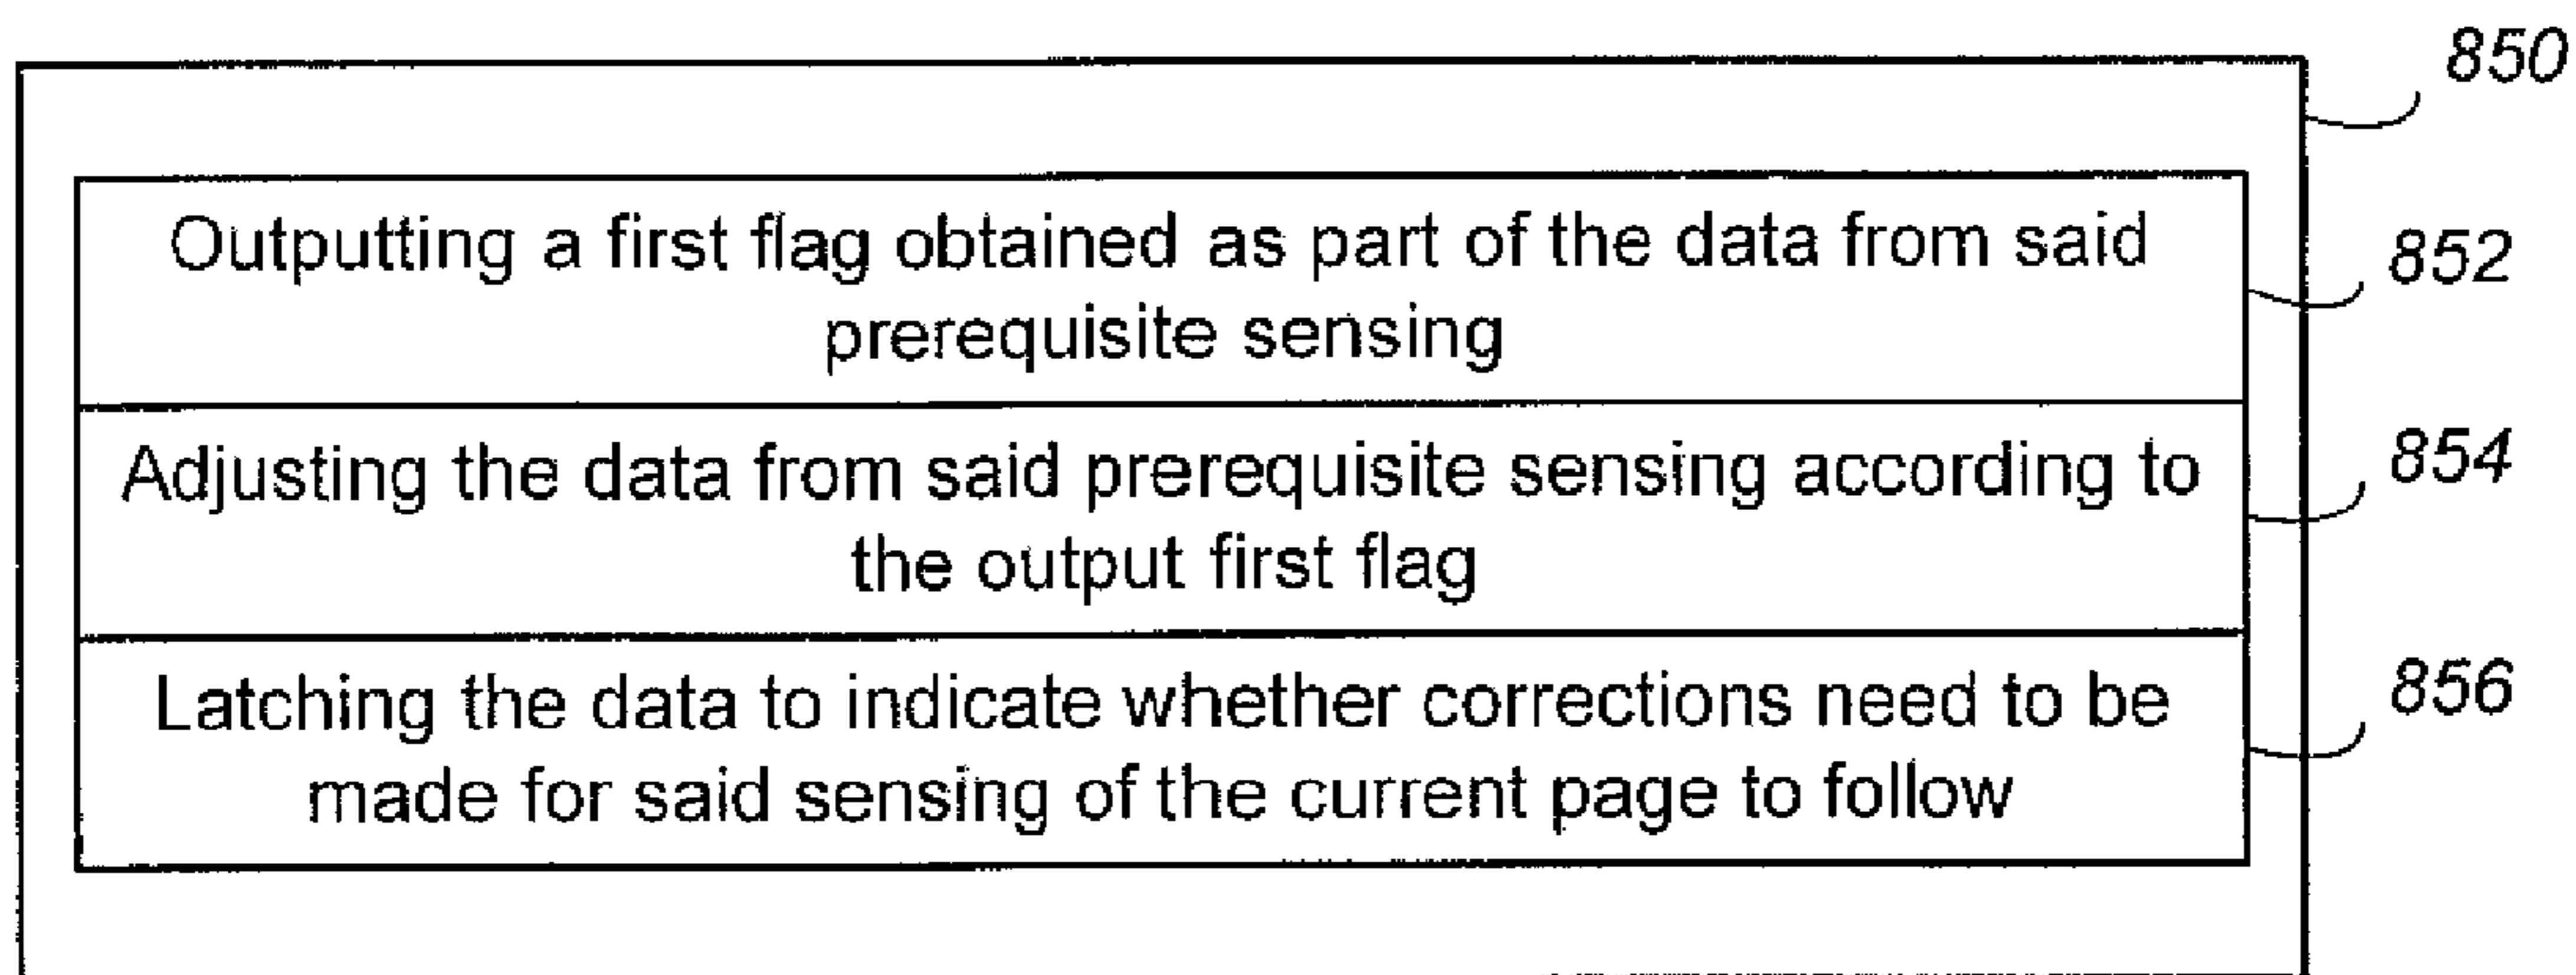 850
Outputting a first flag obtained as part of the data from said
prerequisite sensing
852
Adjusting the data from said prerequisite sensing according to
the output first flag
854
Latching the data to indicate whether corrections need to be
made for said sensing of the current page to follow
856